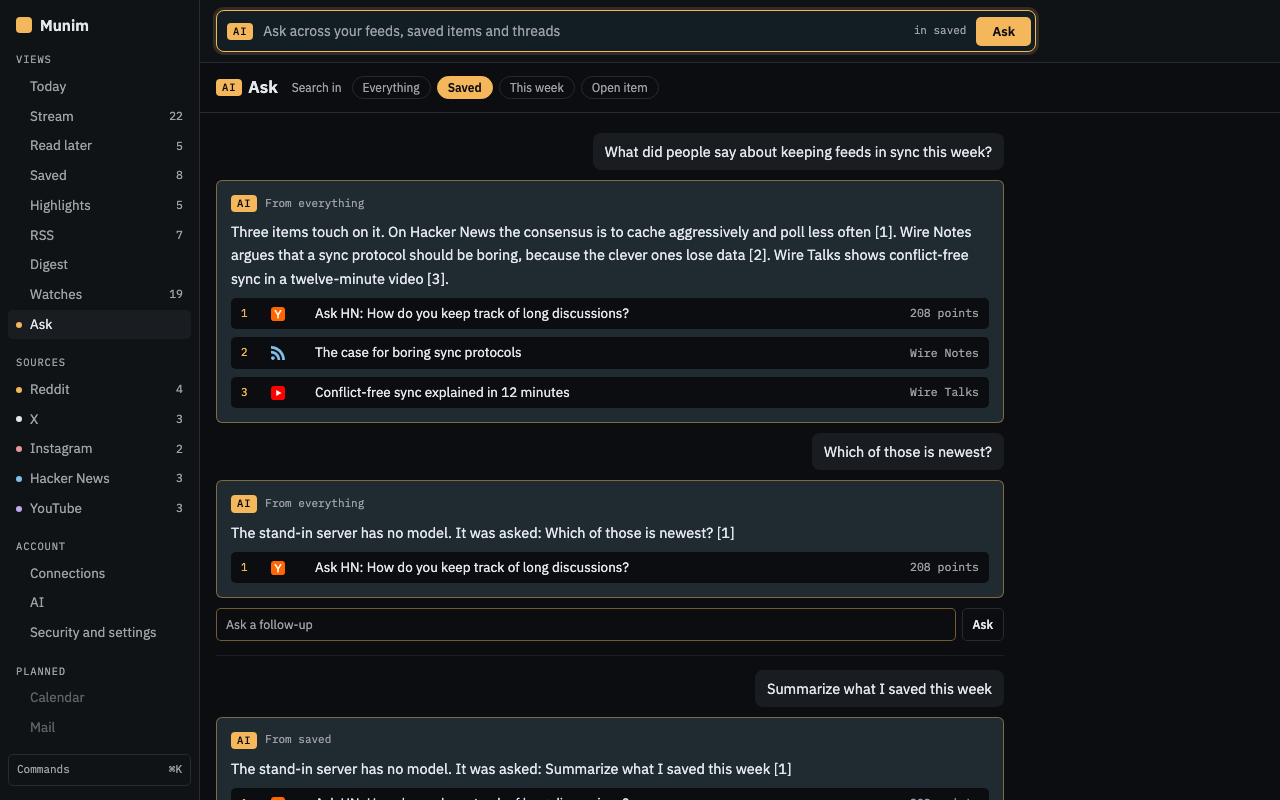 Munim
VIEWS
Today
Stream 22
Read later 5
Saved 8
Highlights 5
RSS 7
Digest
Watches 19
Ask
SOURCES
Reddit 4
X 3
Instagram 2
Hacker News 3
YouTube 3
ACCOUNT
Connections
AI
Security and settings
PLANNED
Calendar
Mail
Commands ⌘K
AI Ask across your feeds, saved items and threads in saved Ask
AI Ask Search in Everything Saved This week Open item
What did people say about keeping feeds in sync this week?
AI From everything
Three items touch on it. On Hacker News the consensus is to cache aggressively and poll less often [1]. Wire Notes
argues that a sync protocol should be boring, because the clever ones lose data [2]. Wire Talks shows conflict-free
sync in a twelve-minute video [3].
1 Y Ask HN: How do you keep track of long discussions? 208 points
2 The case for boring sync protocols Wire Notes
3 Conflict-free sync explained in 12 minutes Wire Talks
Which of those is newest?
AI From everything
The stand-in server has no model. It was asked: Which of those is newest? [1]
1 Y Ask HN: How do you keep track of long discussions? 208 points
Ask a follow-up Ask
Summarize what I saved this week
AI From saved
The stand-in server has no model. It was asked: Summarize what I saved this week [1]